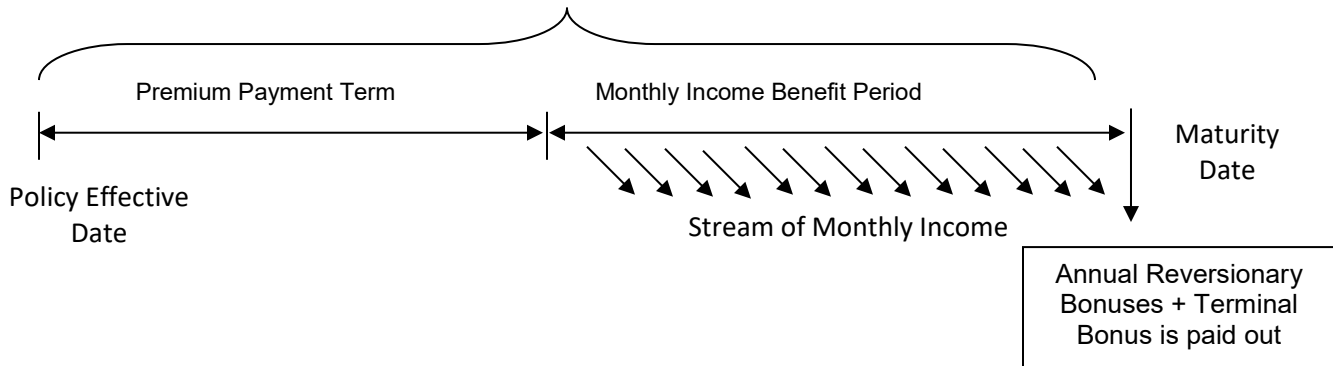 Premium Payment Term
Monthly Income Benefit Period
Policy Effective
Date
Stream of Monthly Income
Maturity
Date
Annual Reversionary
Bonuses + Terminal
Bonus is paid out